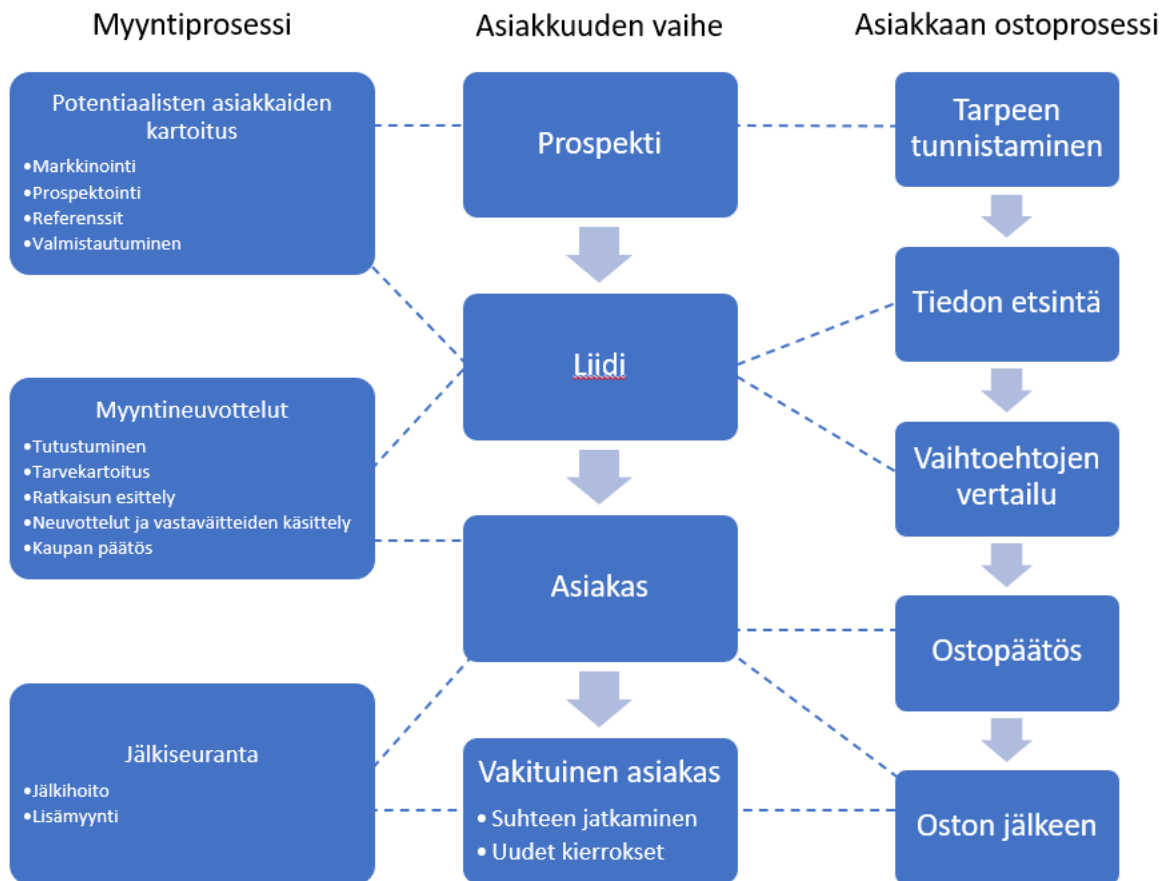 Myyntiprosessi
Asiakkuuden vaihe
Asiakkaan ostoprosessi
Potentiaalisten asiakkaiden
kartoitus
•Markkinointi
•Prospektointi
•Referenssit
•Valmistautuminen
Myyntineuvottelut
•Tutustuminen
•Tarvekartoitus
•Ratkaisun esittely
•Neuvottelut ja vastaväitteiden käsittely
•Kaupan päätös
Jälkiseuranta
•Jälkihoito
•Lisämyynti
Prospekti
Liidi
Asiakas
Vakituinen asiakas
• Suhteen jatkaminen
• Uudet kierrokset
Tarpeen
tunnistaminen
Tiedon etsintä
Vaihtoehtojen
vertailu
Ostopäätös
Oston jälkeen